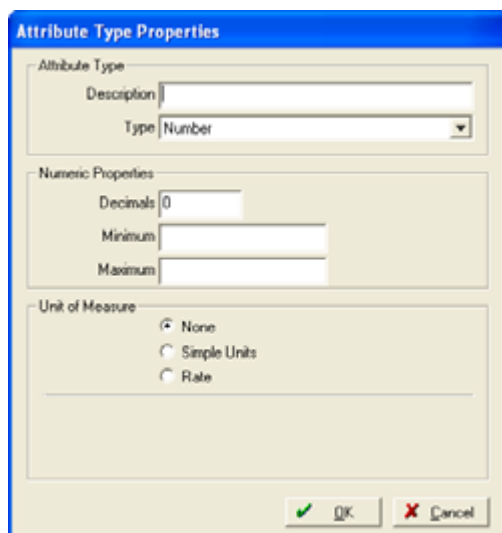 Attribute Type Properties
Attribute Type
Description
Type Number
Numeric Properties
Decimals 0
Minimum
Maximum
Unit of Measure
None
Simple Units
Rate
OK Cancel